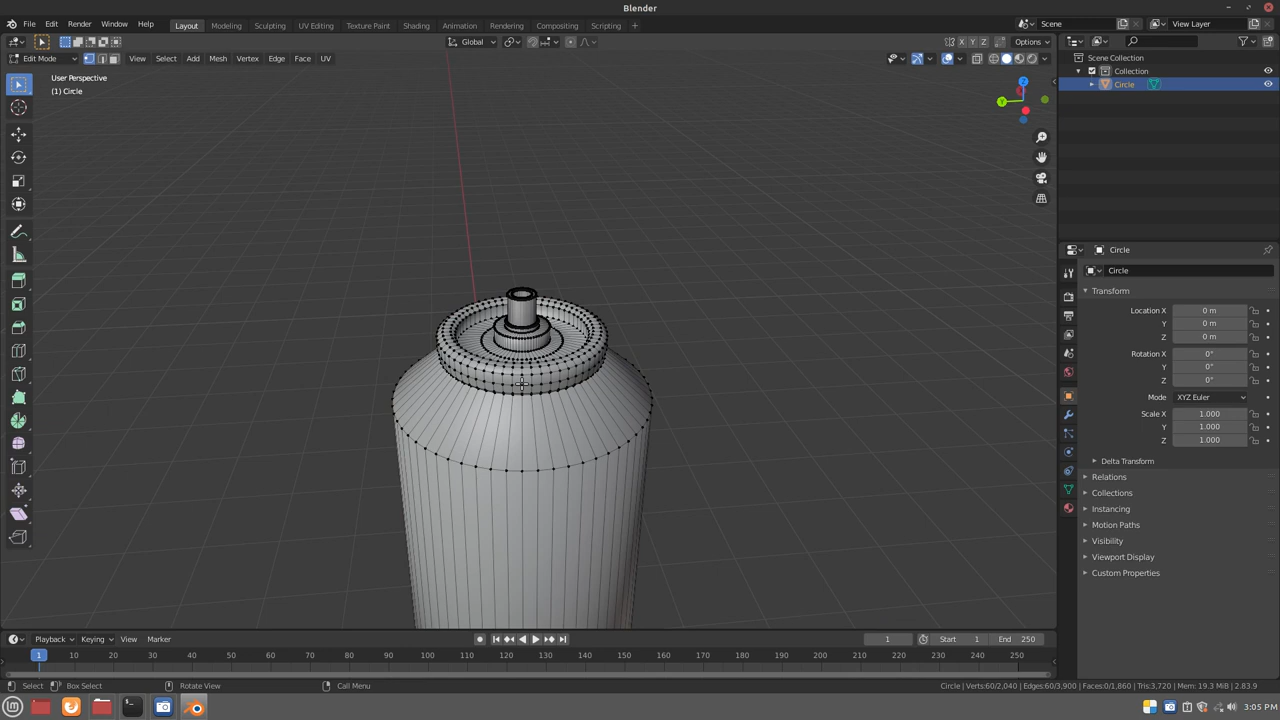 Blender
File Edit Render Window Help Layout Modeling Sculpting UV Editing Texture Paint Shading Animation Rendering Compositing Scripting + Scene View Layer
Global X Y Z Options
Edit Mode View Select Add Mesh Vertex Edge Face UV
User Perspective
(1) Circle
Z
Y
Scene Collection
Collection
Circle
Circle
Circle
Transform
Location X 0 m
Y 0 m
Z 0 m
Rotation X 0°
Y 0°
Z 0°
Mode XYZ Euler
Scale X 1.000
Y 1.000
Z 1.000
Delta Transform
Relations
Collections
Instancing
Motion Paths
Visibility
Viewport Display
Custom Properties
Playback Keying View Marker 1 Start 1 End 250
1 10 20 30 40 50 60 70 80 90 100 110 120 130 140 150 160 170 180 190 200 210 220 230 240 250
Select Box Select Rotate View Call Menu Circle | Verts:60/2,040 | Edges:60/3,900 | Faces:0/1,860 | Tris:3,720 | Mem: 19.3 MiB | 2.83.9
3:05 PM